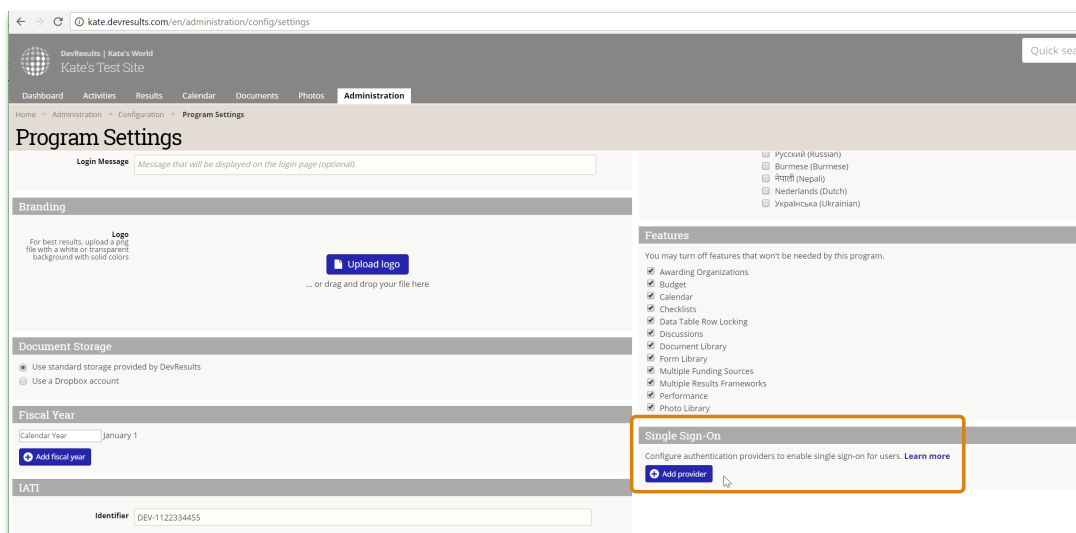 kate.devresults.com/en/administration/config/settings
DevResults | Kate's World
Kate's Test Site
Quick sea
Dashboard Activities Results Calendar Documents Photos Administration
Home Administration Configuration Program Settings
Program Settings
Login Message
Message that will be displayed on the login page (optional).
Branding
Logo
For best results, upload a png
file with a white or transparent
background with solid colors
Upload logo
... or drag and drop your file here
Document Storage
Use standard storage provided by DevResults
Use a Dropbox account
Fiscal Year
Calendar Year January 1
Add fiscal year
IATI
Identifier DEV-1122334455
Русский (Russian)
Burmese (Burmese)
नेपाली (Nepali)
Nederlands (Dutch)
Українська (Ukrainian)
Features
You may turn off features that won't be needed by this program.
Awarding Organizations
Budget
Calendar
Checklists
Data Table Row Locking
Discussions
Document Library
Form Library
Multiple Funding Sources
Multiple Results Frameworks
Performance
Photo Library
Single Sign-On
Configure authentication providers to enable single sign-on for users. Learn more
Add provider